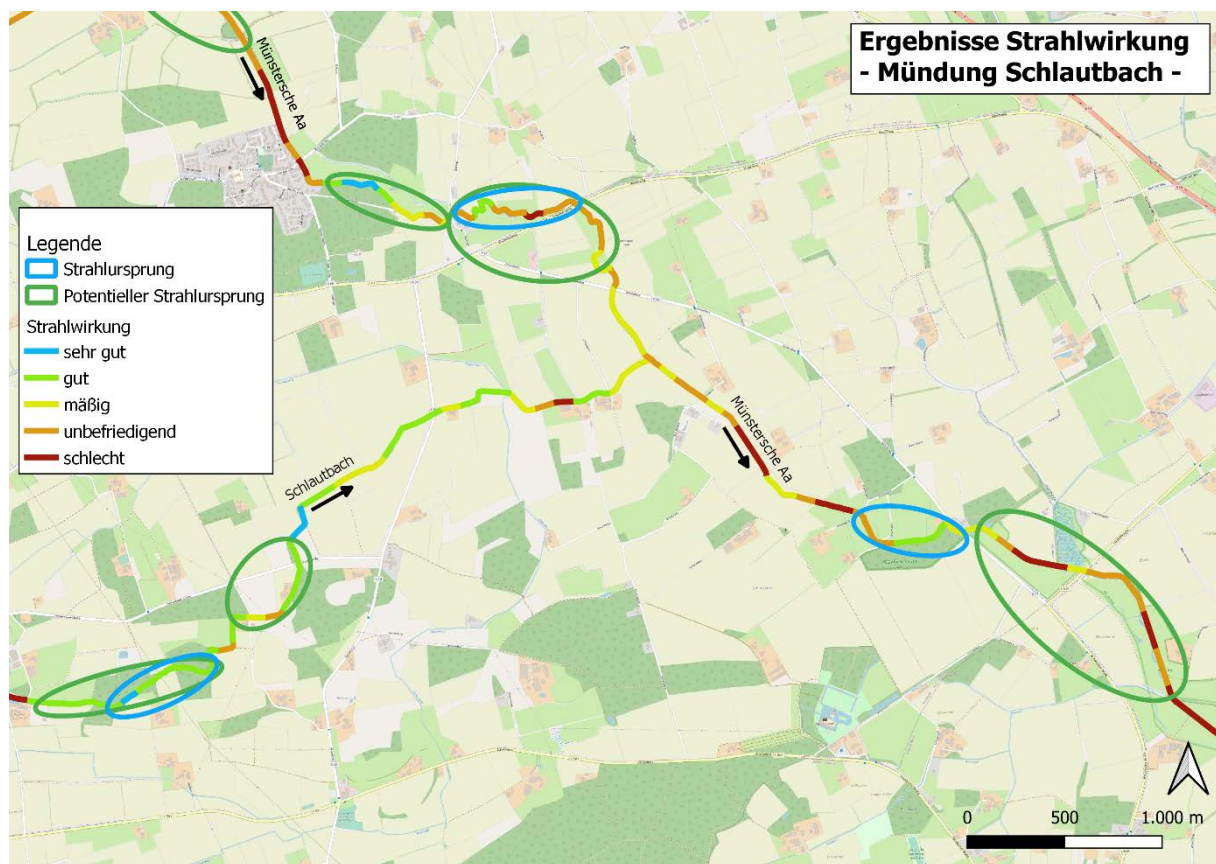 Ergebnisse Strahlwirkung
- Mündung Schlautbach -
Münstersche Aa
Legende
Strahlursprung
Potentieller Strahlursprung
Strahlwirkung
sehr gut
gut
mäßig
unbefriedigend
schlecht
Münstersche Aa
Schlautbach
0 500 1.000 m